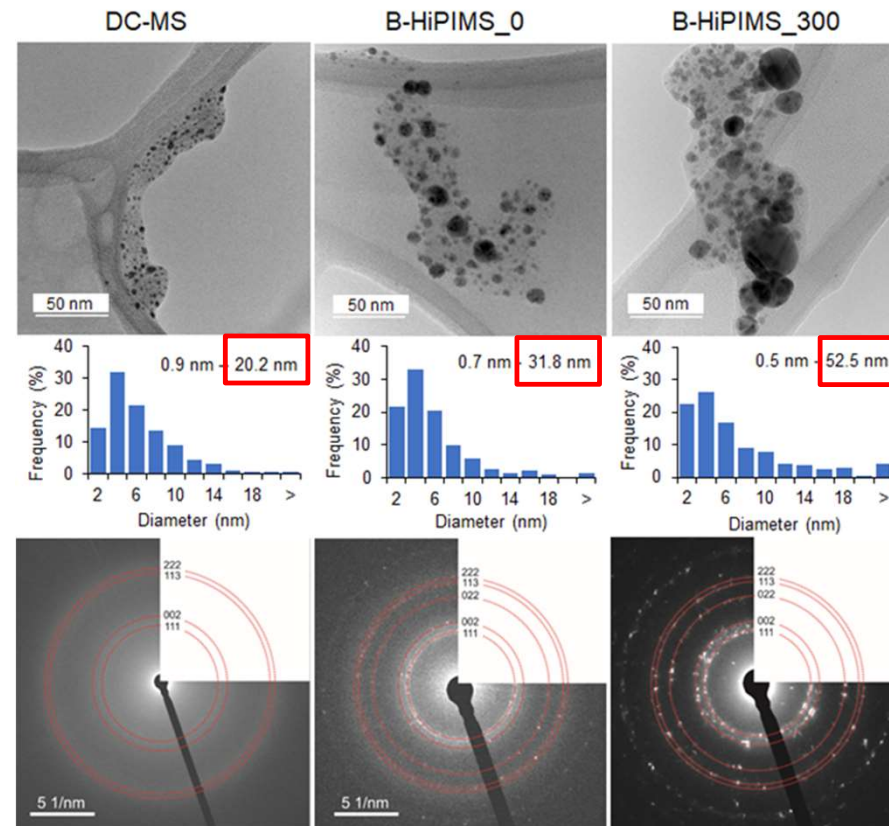 DC-MS
B-HiPIMS_0
B-HiPIMS_300
50 nm
50 nm
50 nm
0.9 nm - 20.2 nm
Frequency (%)
40
30
20
10
0
2 6 10 14 18 >
Diameter (nm)
0.7 nm - 31.8 nm
Frequency (%)
40
30
20
10
0
2 6 10 14 18 >
Diameter (nm)
0.5 nm - 52.5 nm
Frequency (%)
40
30
20
10
0
2 6 10 14 18 >
Diameter (nm)
222
113
002
111
5 1/nm
222
113
022
002
111
222
113
022
002
111